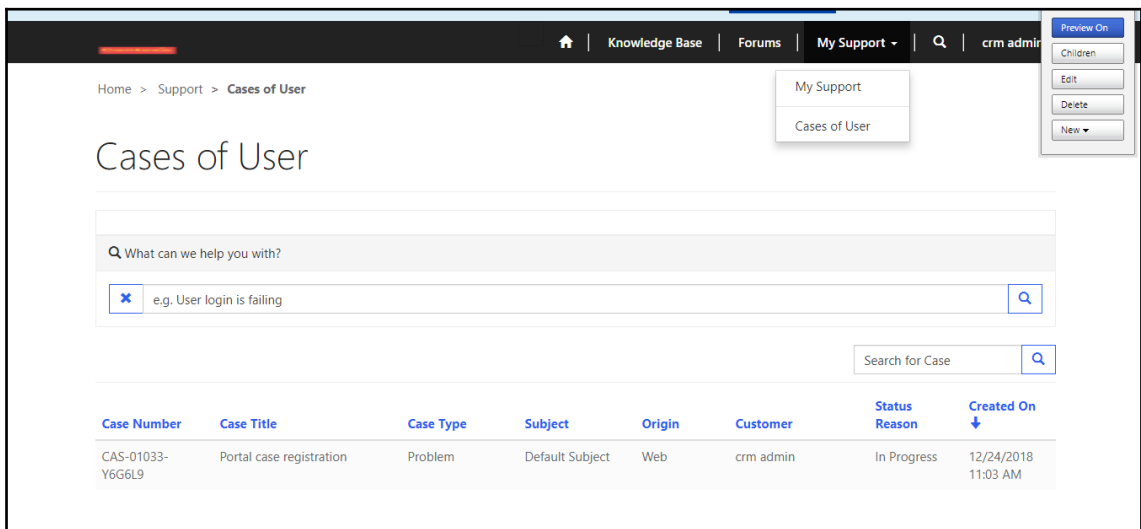 Preview On
Knowledge Base Forums My Support crm admin
Children
Edit
Delete
New
My Support
Cases of User
Home > Support > Cases of User
Cases of User
What can we help you with?
e.g. User login is failing
Search for Case
Case Number Case Title Case Type Subject Origin Customer Status Reason Created On
CAS-01033-Y6G6L9 Portal case registration Problem Default Subject Web crm admin In Progress 12/24/2018 11:03 AM